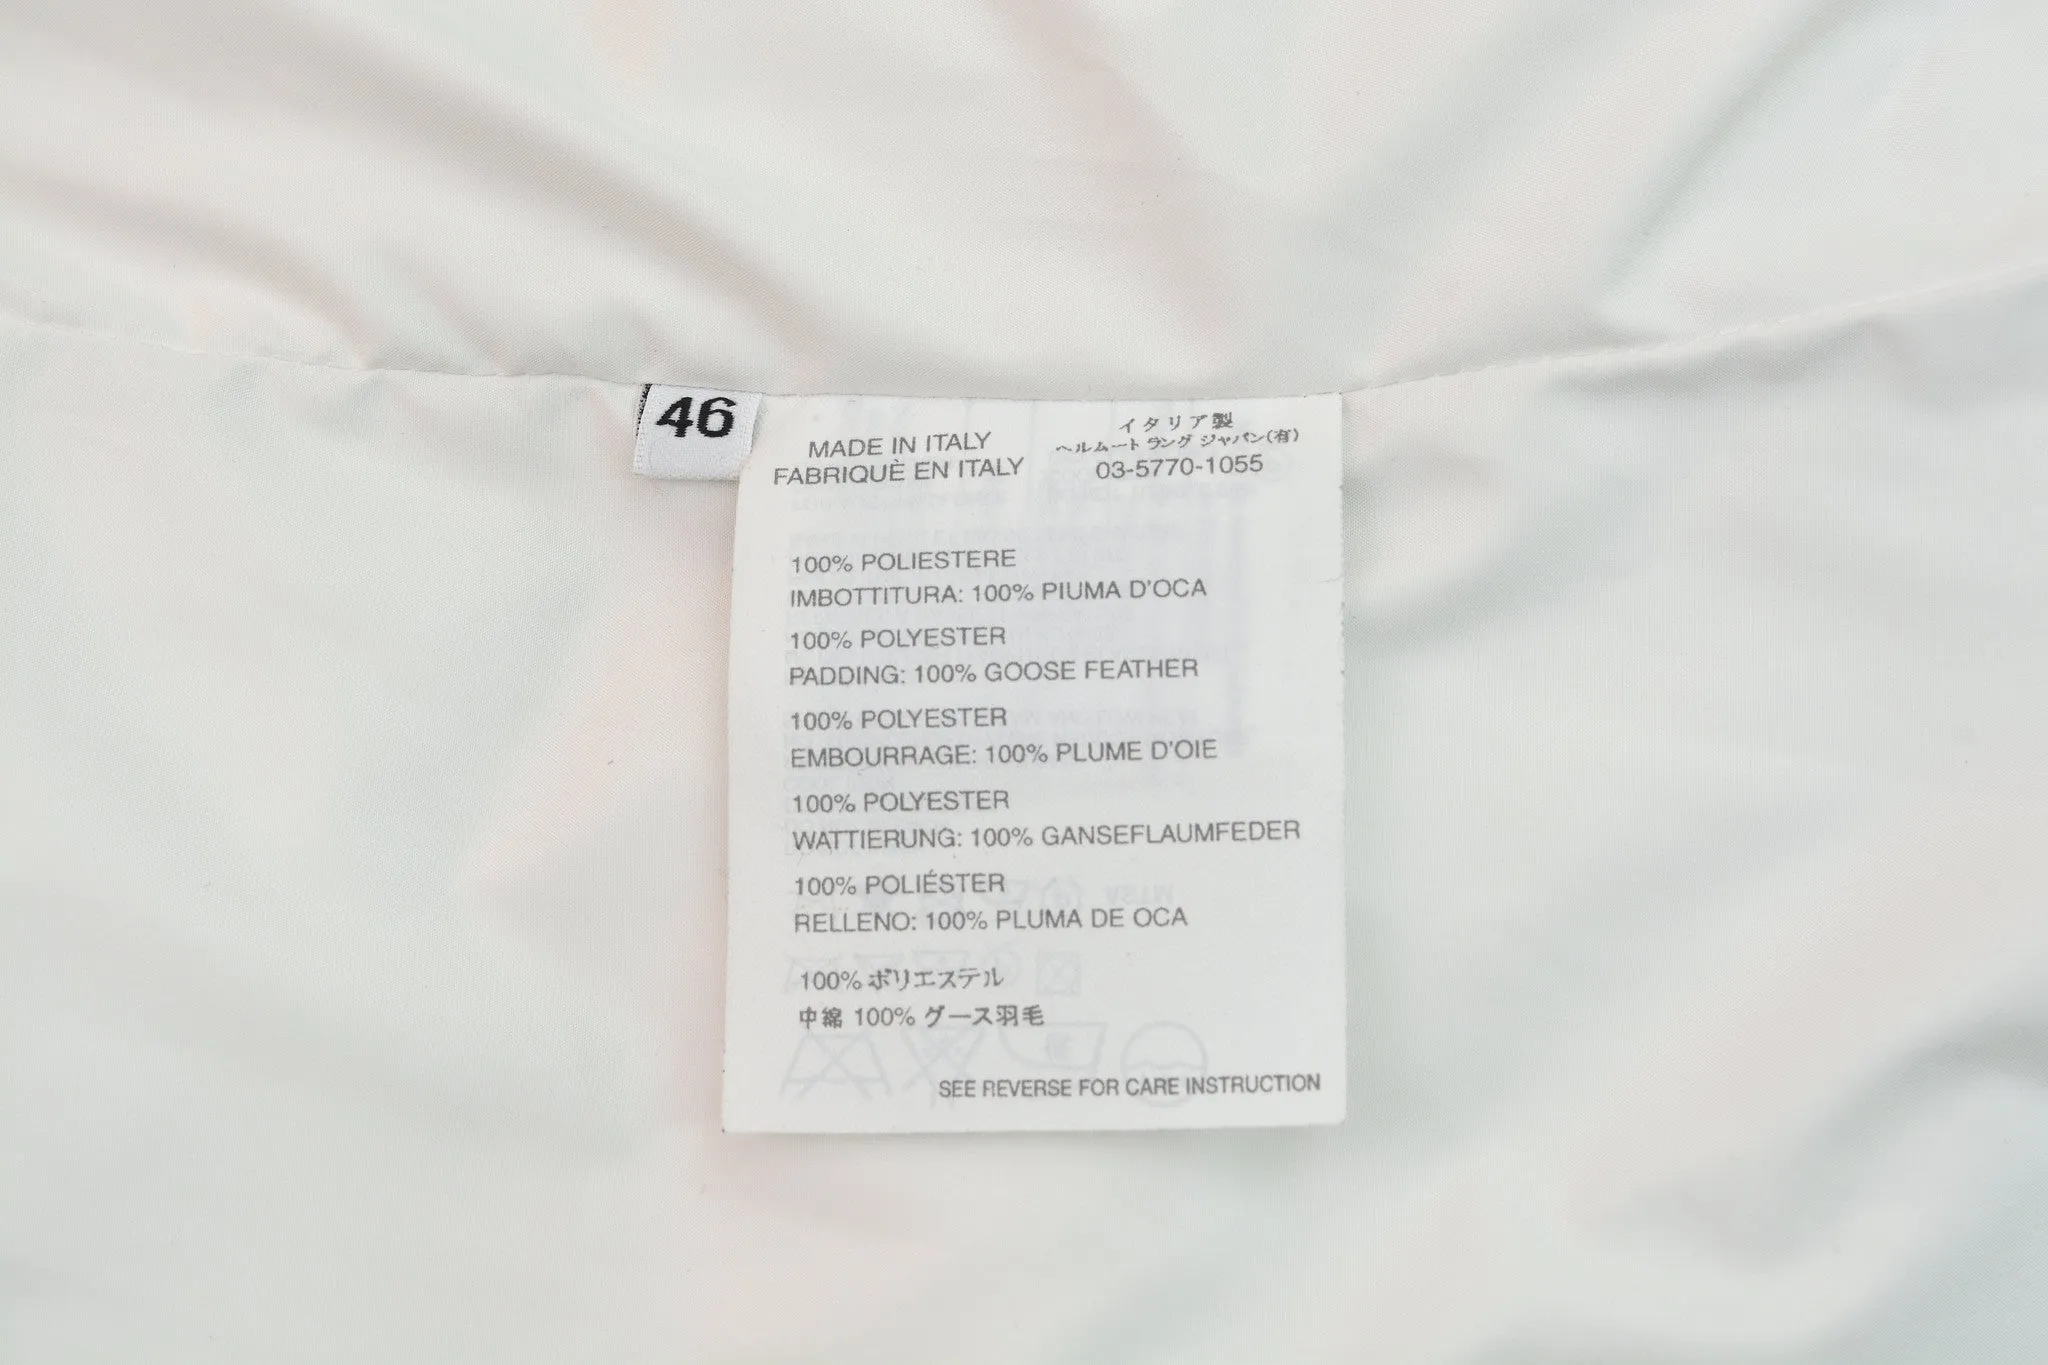 46
MADE IN ITALY
FABRIQUÈ EN ITALY
イタリア製
ヘルムート ラング ジャパン(有)
03-5770-1055
100% POLIESTERE
IMBOTTITURA: 100% PIUMA D'OCA
100% POLYESTER
PADDING: 100% GOOSE FEATHER
100% POLYESTER
EMBOURRAGE: 100% PLUME D'OIE
100% POLYESTER
WATTIERUNG: 100% GANSEFLAUMFEDER
100% POLIÉSTER
RELLENO: 100% PLUMA DE OCA
100% ポリエステル
中綿 100% グース羽毛
SEE REVERSE FOR CARE INSTRUCTION